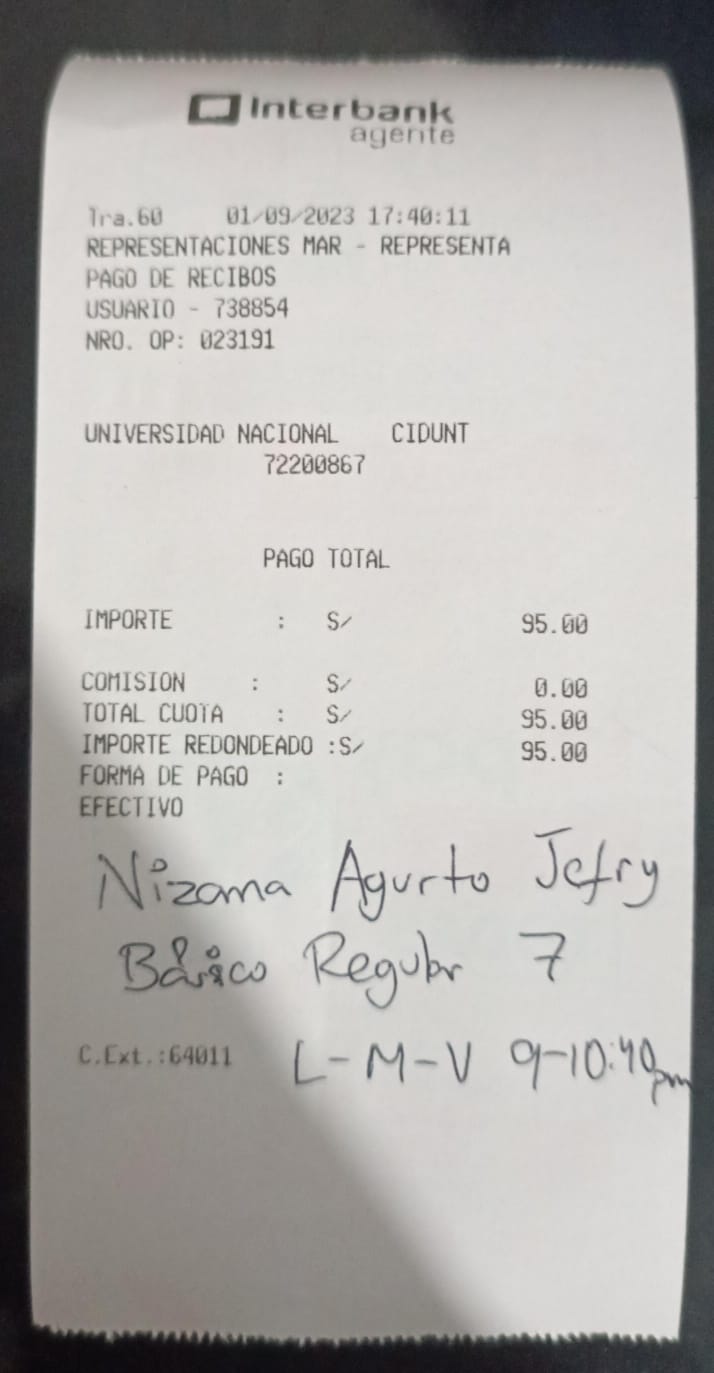 Interbank
agente
Tra.60 01/09/2023 17:40:11
REPRESENTACIONES MAR - REPRESENTA
PAGO DE RECIBOS
USUARIO - 738854
NRO. OP: 023191
UNIVERSIDAD NACIONAL CIDUNT
72200867
PAGO TOTAL
IMPORTE : S/ 95.00
COMISION : S/ 0.00
TOTAL CUOTA : S/ 95.00
IMPORTE REDONDEADO :S/ 95.00
FORMA DE PAGO :
EFECTIVO
Nizama Agurto Jefry
Básico Regular 7
C.Ext.:64011 L-M-V 9-10:40pm